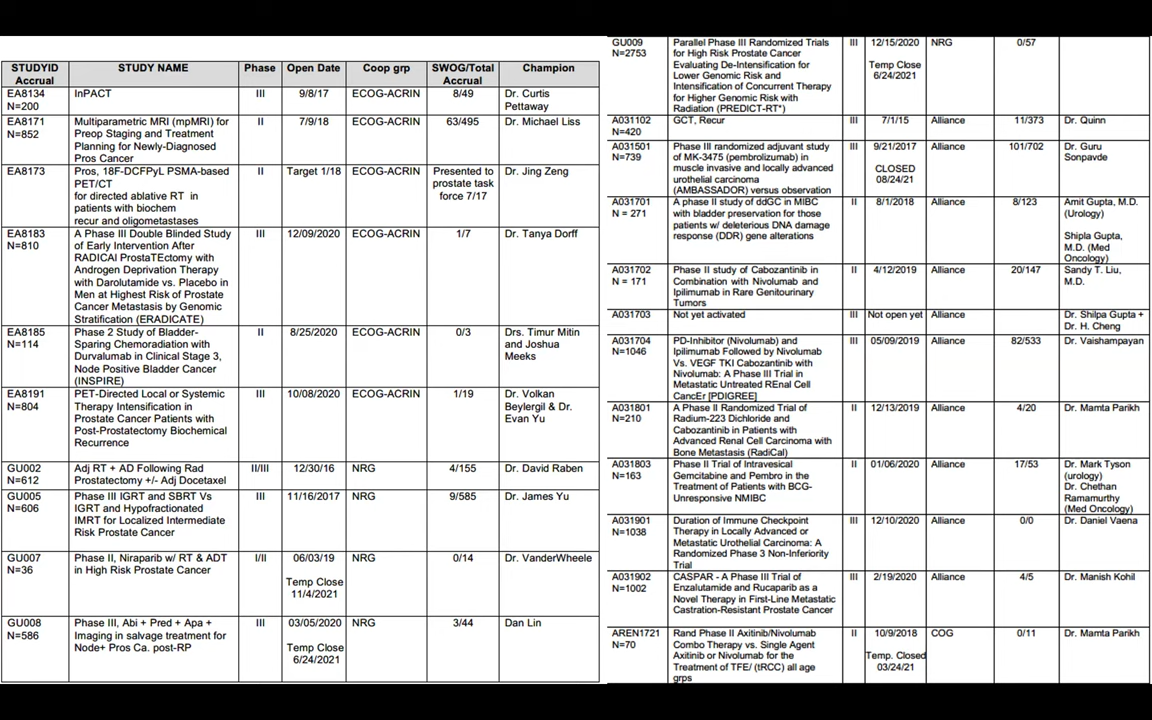 STUDYID STUDY NAME Phase Open Date Coop grp SWOG/Total Champion
Accrual Accrual
EA8134 InPACT III 9/8/17 ECOG-ACRIN 8/49 Dr. Curtis
N=200 Pettaway
EA8171 Multiparametric MRI (mpMRI) for II 7/9/18 ECOG-ACRIN 63/495 Dr. Michael Liss
N=852 Preop Staging and Treatment
Planning for Newly-Diagnosed
Pros Cancer
EA8173 Pros, 18F-DCFPyL PSMA-based II Target 1/18 ECOG-ACRIN Presented to Dr. Jing Zeng
PET/CT prostate task
for directed ablative RT in force 7/17
patients with biochem
recur and oligometastases
EA8183 A Phase III Double Blinded Study III 12/09/2020 ECOG-ACRIN 1/7 Dr. Tanya Dorff
N=810 of Early Intervention After
RADICAl ProstaTEctomy with
Androgen Deprivation Therapy
with Darolutamide vs. Placebo in
Men at Highest Risk of Prostate
Cancer Metastasis by Genomic
Stratification (ERADICATE)
EA8185 Phase 2 Study of Bladder- II 8/25/2020 ECOG-ACRIN 0/3 Drs. Timur Mitin
N=114 Sparing Chemoradiation with and Joshua
Durvalumab in Clinical Stage 3, Meeks
Node Positive Bladder Cancer
(INSPIRE)
EA8191 PET-Directed Local or Systemic III 10/08/2020 ECOG-ACRIN 1/19 Dr. Volkan
N=804 Therapy Intensification in Beylergil & Dr.
Prostate Cancer Patients with Evan Yu
Post-Prostatectomy Biochemical
Recurrence
GU002 Adj RT + AD Following Rad II/III 12/30/16 NRG 4/155 Dr. David Raben
N=612 Prostatectomy +/- Adj Docetaxel
GU005 Phase III IGRT and SBRT Vs III 11/16/2017 NRG 9/585 Dr. James Yu
N=606 IGRT and Hypofractionated
IMRT for Localized Intermediate
Risk Prostate Cancer
GU007 Phase II, Niraparib w/ RT & ADT I/II 06/03/19 NRG 0/14 Dr. VanderWheele
N=36 in High Risk Prostate Cancer
Temp Close
11/4/2021
GU008 Phase III, Abi + Pred + Apa + III 03/05/2020 NRG 3/44 Dan Lin
N=586 Imaging in salvage treatment for
Node+ Pros Ca. post-RP Temp Close
6/24/2021
GU009 Parallel Phase III Randomized Trials III 12/15/2020 NRG 0/57
N=2753 for High Risk Prostate Cancer
Evaluating De-Intensification for Temp Close
Lower Genomic Risk and 6/24/2021
Intensification of Concurrent Therapy
for Higher Genomic Risk with
Radiation (PREDICT-RT*)
A031102 GCT, Recur III 7/1/15 Alliance 11/373 Dr. Quinn
N=420
A031501 Phase III randomized adjuvant study III 9/21/2017 Alliance 101/702 Dr. Guru
N=739 of MK-3475 (pembrolizumab) in Sonpavde
muscle invasive and locally advanced CLOSED
urothelial carcinoma 08/24/21
(AMBASSADOR) versus observation
A031701 A phase II study of ddGC in MIBC II 8/1/2018 Alliance 8/123 Amit Gupta, M.D.
N = 271 with bladder preservation for those (Urology)
patients w/ deleterious DNA damage
response (DDR) gene alterations Shipla Gupta,
M.D. (Med
Oncology)
A031702 Phase II study of Cabozantinib in II 4/12/2019 Alliance 20/147 Sandy T. Liu,
N = 171 Combination with Nivolumab and M.D.
Ipilimumab in Rare Genitourinary
Tumors
A031703 Not yet activated III Not open yet Alliance Dr. Shilpa Gupta +
Dr. H. Cheng
A031704 PD-Inhibitor (Nivolumab) and III 05/09/2019 Alliance 82/533 Dr. Vaishampayan
N=1046 Ipilimumab Followed by Nivolumab
Vs. VEGF TKI Cabozantinib with
Nivolumab: A Phase III Trial in
Metastatic Untreated REnal Cell
CancEr [PDIGREE]
A031801 A Phase II Randomized Trial of II 12/13/2019 Alliance 4/20 Dr. Mamta Parikh
N=210 Radium-223 Dichloride and
Cabozantinib in Patients with
Advanced Renal Cell Carcinoma with
Bone Metastasis (RadiCal)
A031803 Phase II Trial of Intravesical II 01/06/2020 Alliance 17/53 Dr. Mark Tyson
N=163 Gemcitabine and Pembro in the (urology)
Treatment of Patients with BCG- Dr. Chethan
Unresponsive NMIBC Ramamurthy
(Med Oncology)
A031901 Duration of Immune Checkpoint III 12/10/2020 Alliance 0/0 Dr. Daniel Vaena
N=1038 Therapy in Locally Advanced or
Metastatic Urothelial Carcinoma: A
Randomized Phase 3 Non-Inferiority
Trial
A031902 CASPAR - A Phase III Trial of III 2/19/2020 Alliance 4/5 Dr. Manish Kohil
N=1002 Enzalutamide and Rucaparib as a
Novel Therapy in First-Line Metastatic
Castration-Resistant Prostate Cancer
AREN1721 Rand Phase II Axitinib/Nivolumab II 10/9/2018 COG 0/11 Dr. Mamta Parikh
N=70 Combo Therapy vs. Single Agent
Axitinib or Nivolumab for the Temp. Closed
Treatment of TFE/ (tRCC) all age 03/24/21
grps